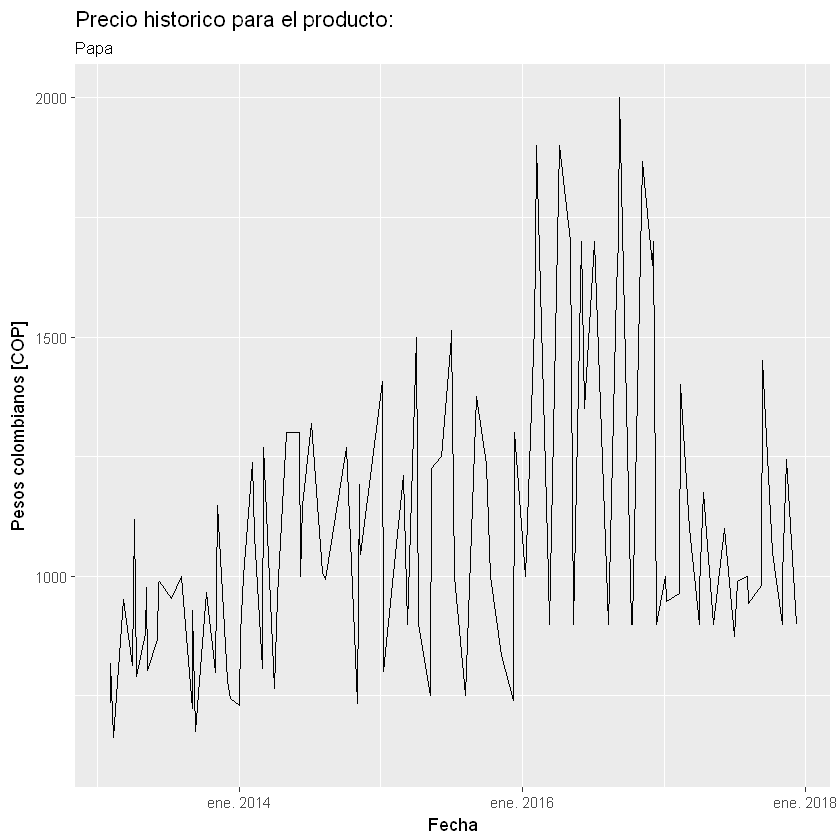 Precio historico para el producto:
Papa
Pesos colombianos [COP]
2000
1500
1000
ene. 2014
ene. 2016
ene. 2018
Fecha